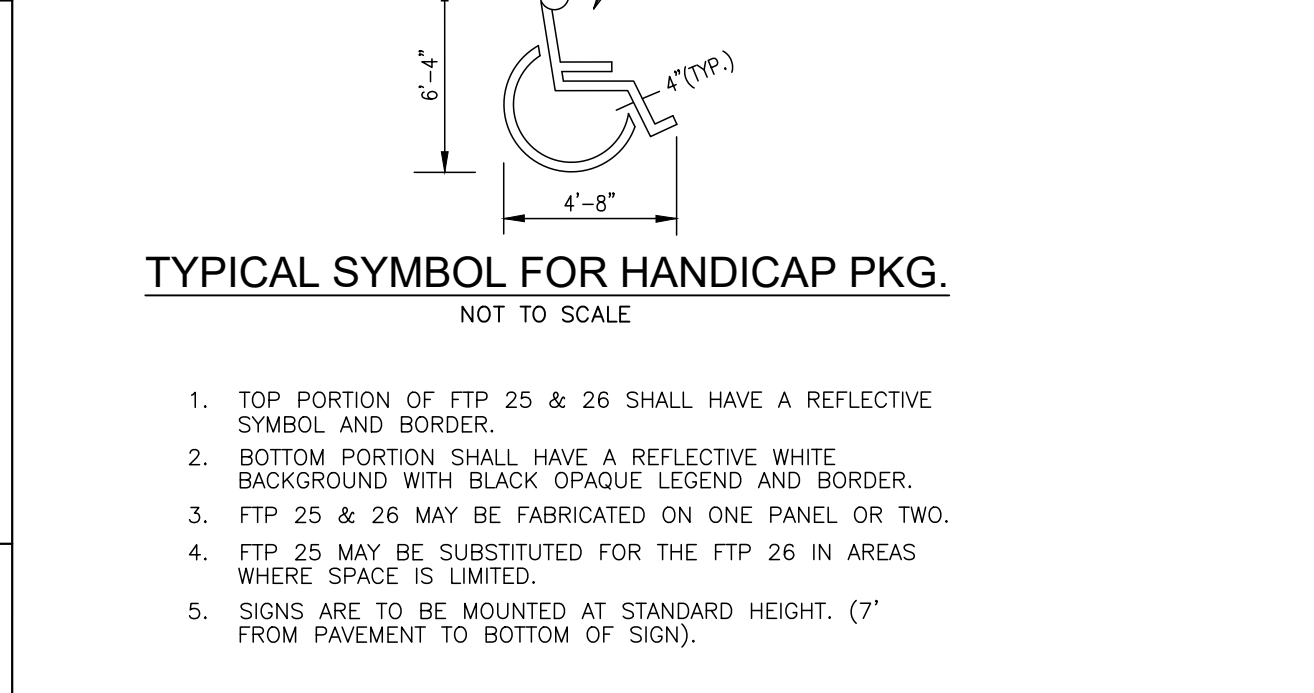 6'-4"
4"(TYP.)
4'-8"
TYPICAL SYMBOL FOR HANDICAP PKG.
NOT TO SCALE
1. TOP PORTION OF FTP 25 & 26 SHALL HAVE A REFLECTIVE
SYMBOL AND BORDER.
2. BOTTOM PORTION SHALL HAVE A REFLECTIVE WHITE
BACKGROUND WITH BLACK OPAQUE LEGEND AND BORDER.
3. FTP 25 & 26 MAY BE FABRICATED ON ONE PANEL OR TWO.
4. FTP 25 MAY BE SUBSTITUTED FOR THE FTP 26 IN AREAS
WHERE SPACE IS LIMITED.
5. SIGNS ARE TO BE MOUNTED AT STANDARD HEIGHT. (7'
FROM PAVEMENT TO BOTTOM OF SIGN).